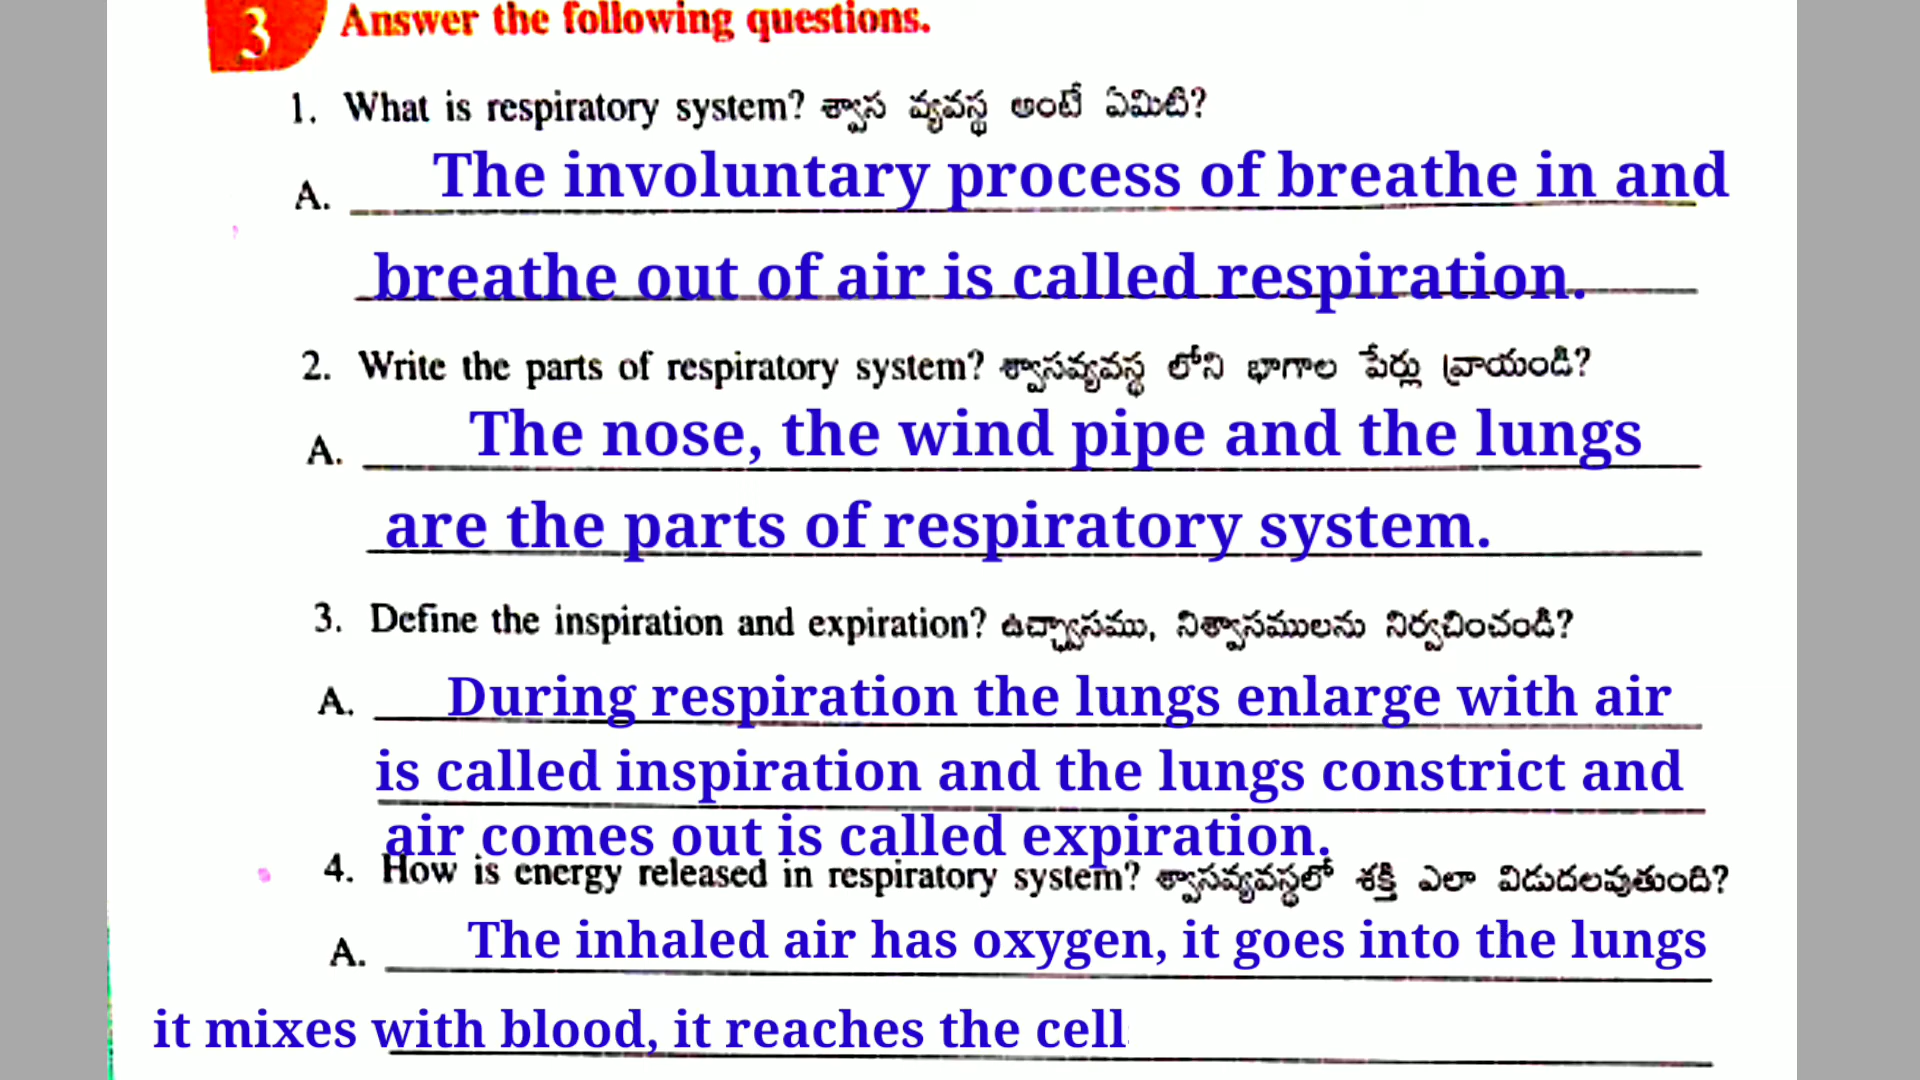 3 Answer the following questions.
1. What is respiratory system? శ్వాస వ్యవస్థ అంటే ఏమిటి?
A. The involuntary process of breathe in and
breathe out of air is called respiration.
2. Write the parts of respiratory system? శ్వాసవ్యవస్థ లోని భాగాల పేర్లు వ్రాయండి?
A. The nose, the wind pipe and the lungs
are the parts of respiratory system.
3. Define the inspiration and expiration? ఉచ్ఛ్వాసము, నిశ్వాసములను నిర్వచించండి?
A. During respiration the lungs enlarge with air
is called inspiration and the lungs constrict and
air comes out is called expiration.
4. How is energy released in respiratory system? శ్వాసవ్యవస్థలో శక్తి ఎలా విడుదలవుతుంది?
A. The inhaled air has oxygen, it goes into the lungs
it mixes with blood, it reaches the cell